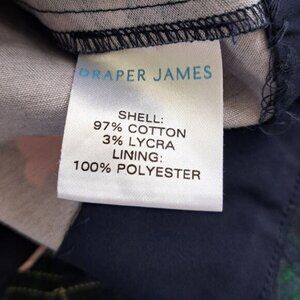 DRAPER JAMES
SHELL:
97% COTTON
3% LYCRA
LINING:
100% POLYESTER